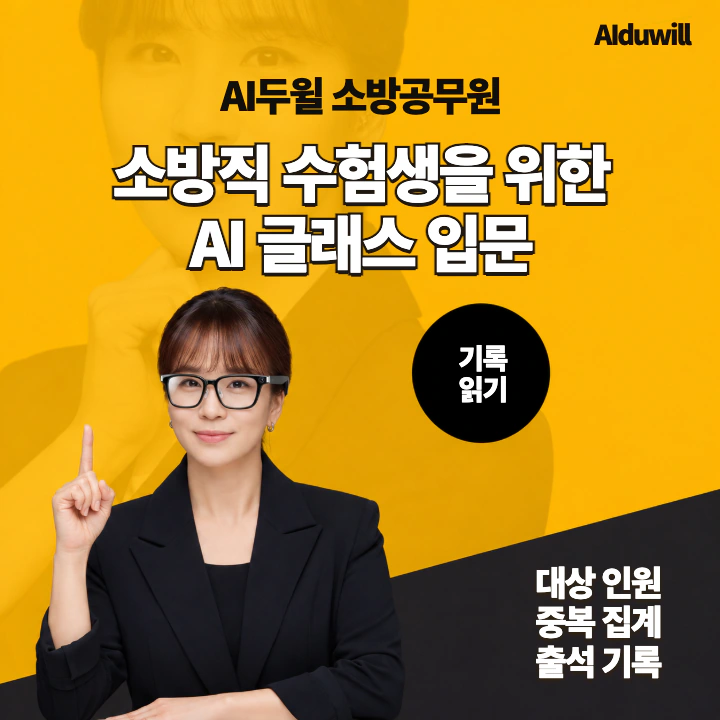 AIduwill
AI두윌 소방공무원
소방직 수험생을 위한
AI 글래스 입문
기록
읽기
대상 인원
중복 집계
출석 기록